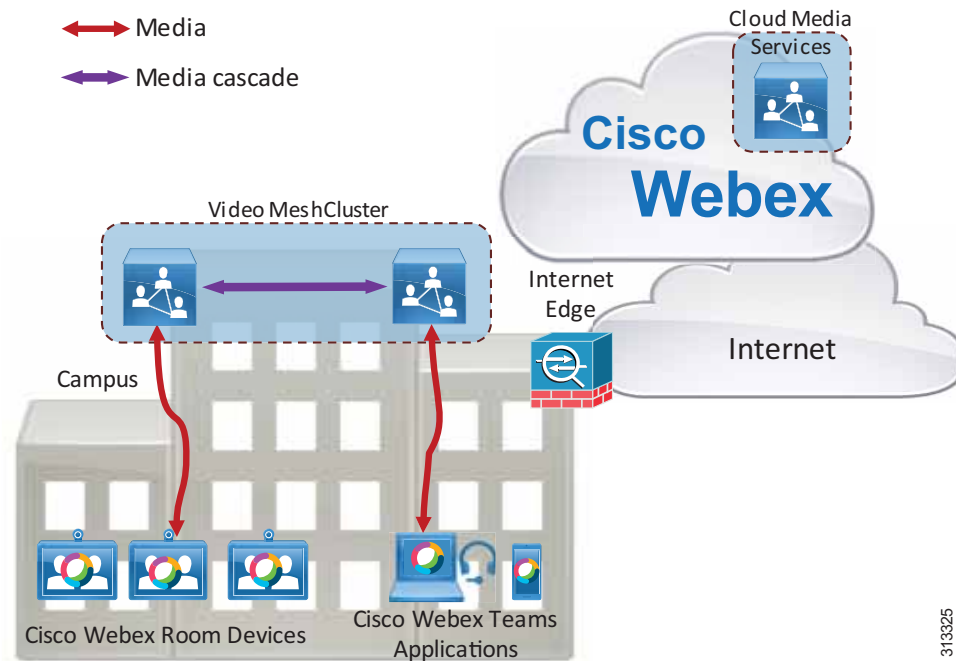 Media
Media cascade
Cloud Media
Services
Cisco
Webex
Video MeshCluster
Internet
Edge
Internet
Campus
Cisco Webex Room Devices
Cisco Webex Teams
Applications
313325